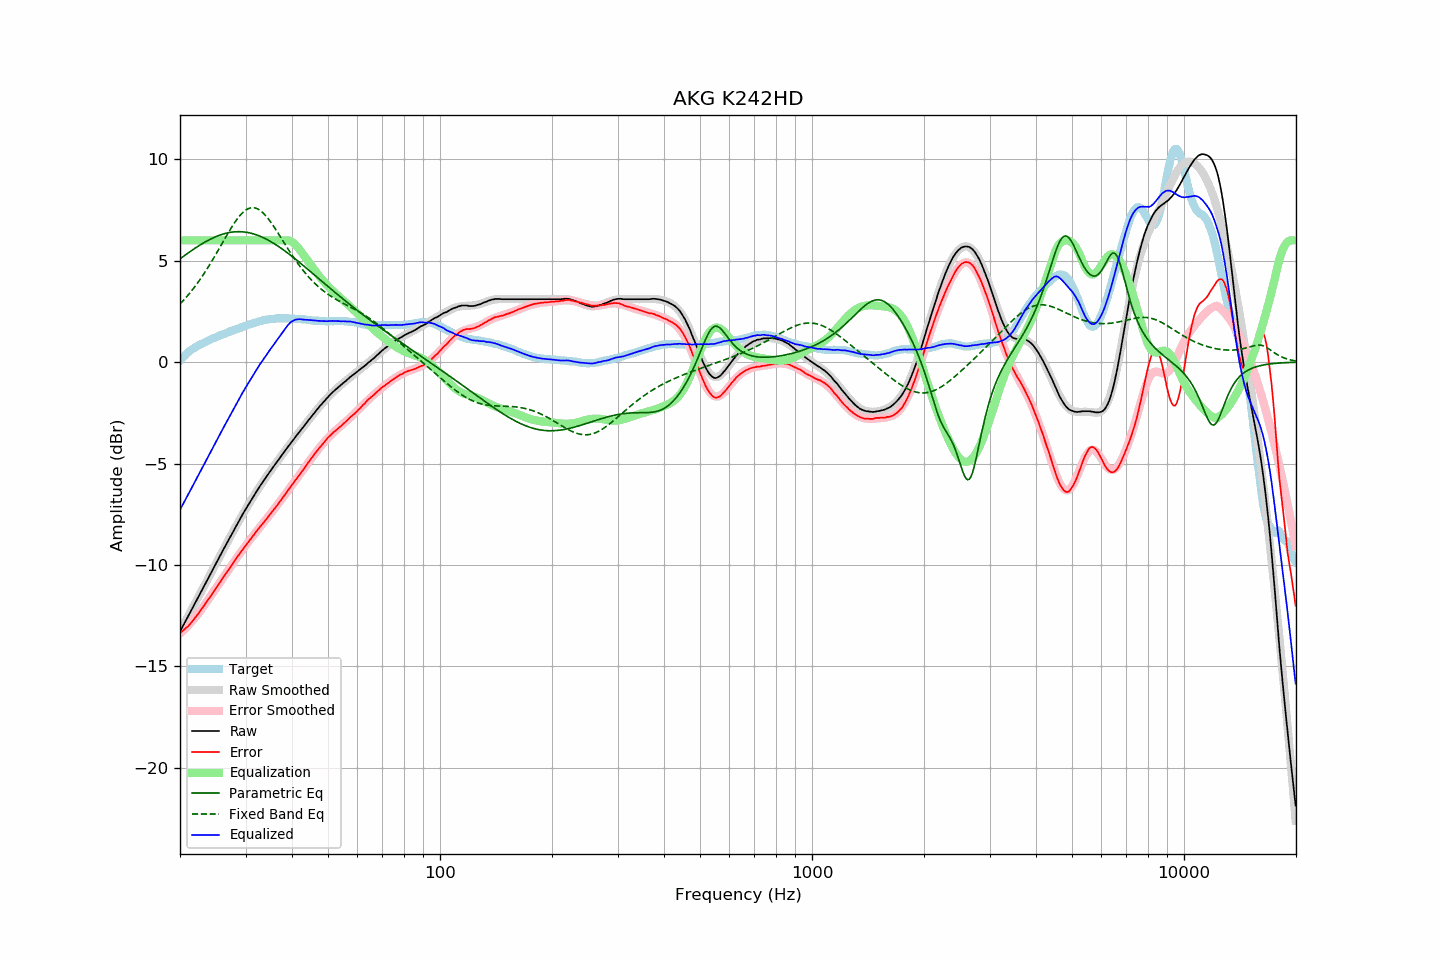 AKG K242HD
10
5
0
−5
−10
−15
−20
Amplitude (dBr)
Target
Raw Smoothed
Error Smoothed
Raw
Error
Equalization
Parametric Eq
Fixed Band Eq
Equalized
100
1000
10000
Frequency (Hz)